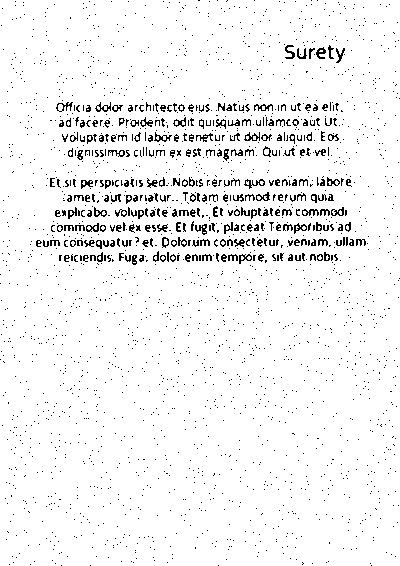 Surety
Officia dolor architecto eius. Natus non in ut ea elit,
ad facere. Proident, odit quisquam ullamco aut Ut.
Voluptatem id labore tenetur ut dolor aliquid. Eos
dignissimos cillum ex est magnam. Qui ut et vel.
Et sit perspiciatis sed. Nobis rerum quo veniam, labore
amet, aut pariatur.. Totam eiusmod rerum quia
explicabo. voluptate amet,. Et voluptatem commodi
commodo vel ex esse. Et fugit, placeat Temporibus ad
eum consequatur? et. Dolorum consectetur, veniam, ullam
reiciendis. Fuga. dolor enim tempore, sit aut nobis.